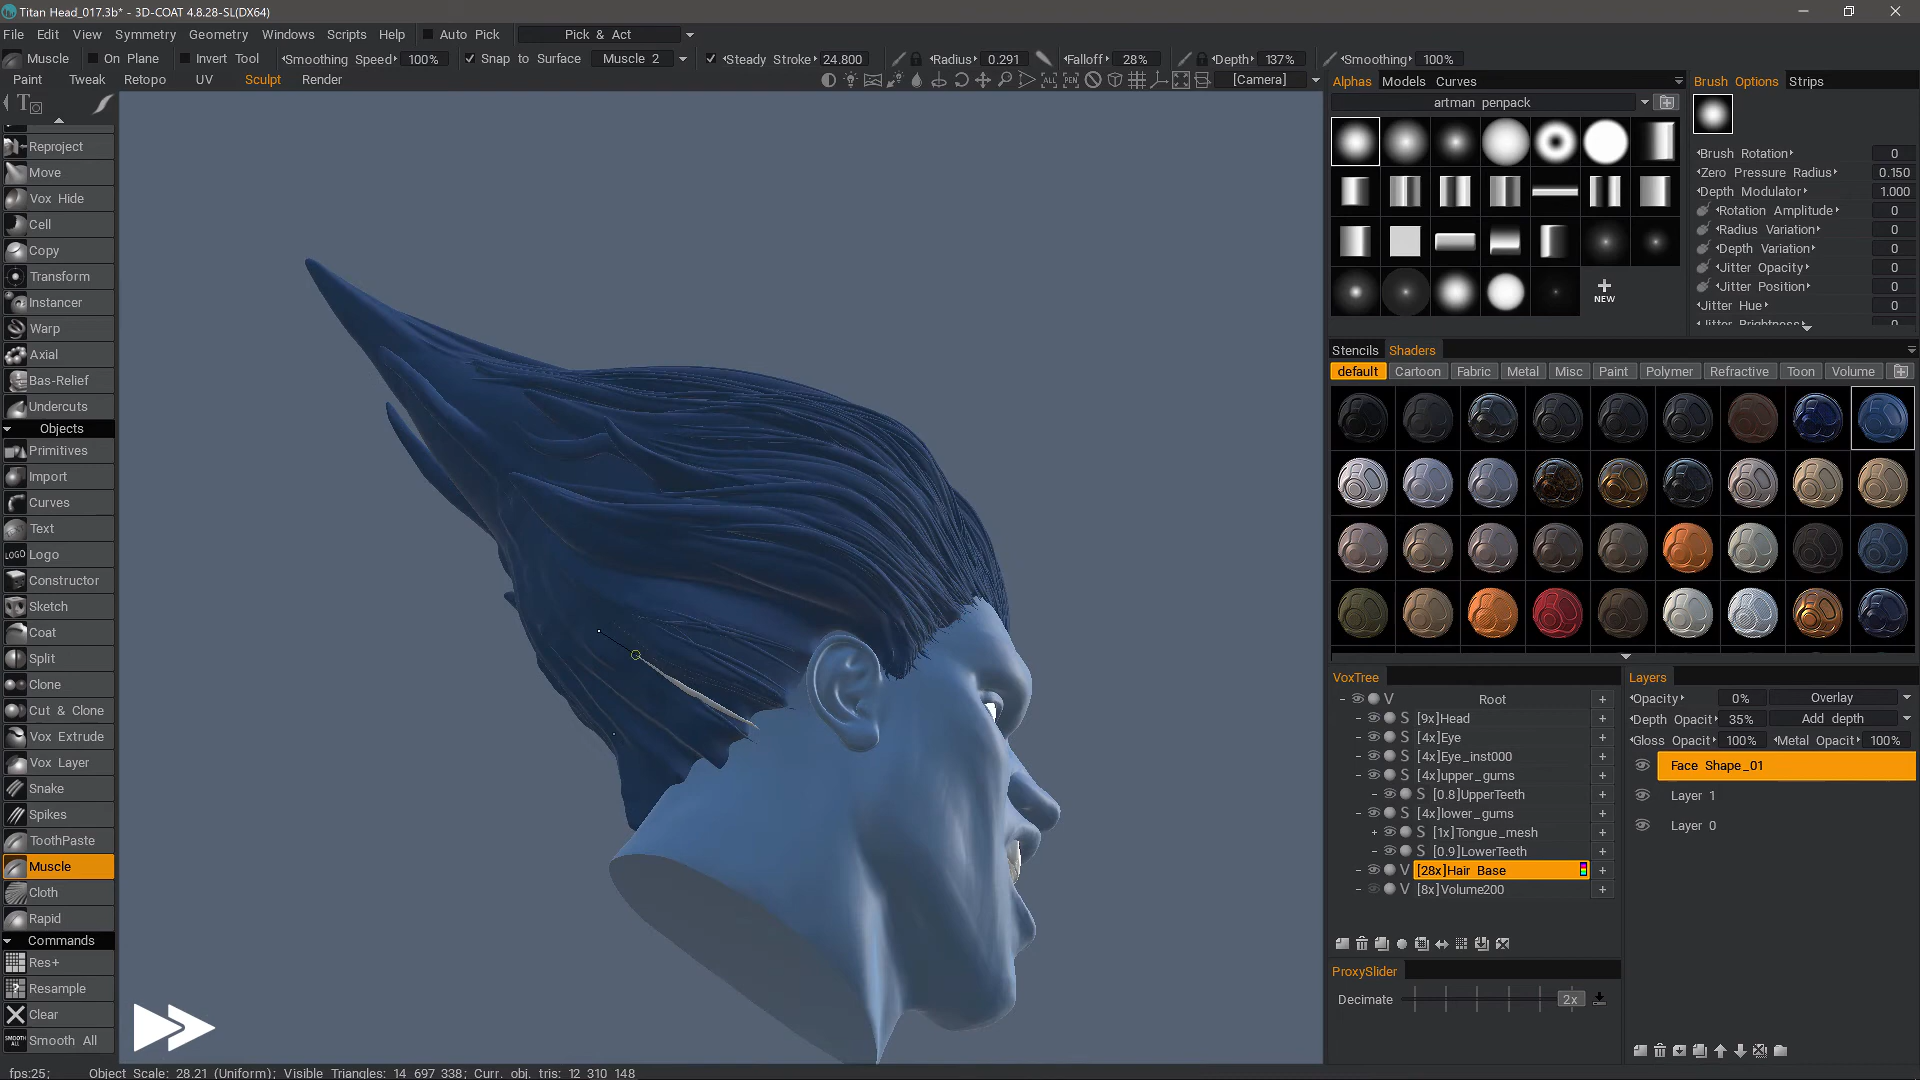 Titan Head_017.3b* - 3D-COAT 4.8.28-SL(DX64)
File Edit View Symmetry Geometry Windows Scripts Help Auto Pick Pick & Act
Muscle On Plane Invert Tool Smoothing Speed 100% Snap to Surface Muscle 2 Steady Stroke 24.800 Radius 0.291 Falloff 28% Depth 137% Smoothing 100%
Paint Tweak Retopo UV Sculpt Render [Camera]
Reproject
Move
Vox Hide
Cell
Copy
Transform
Instancer
Warp
Axial
Bas-Relief
Undercuts
Objects
Primitives
Import
Curves
Text
LOGO Logo
Constructor
Sketch
Coat
Split
Clone
Cut & Clone
Vox Extrude
Vox Layer
Snake
Spikes
ToothPaste
Muscle
Cloth
Rapid
Commands
Res+
Resample
Clear
SMOOTH ALL Smooth All
Alphas Models Curves
artman penpack
NEW
Brush Options Strips
Brush Rotation 0
Zero Pressure Radius 0.150
Depth Modulator 1.000
Rotation Amplitude 0
Radius Variation 0
Depth Variation 0
Jitter Opacity 0
Jitter Position 0
Jitter Hue 0
Jitter Brightness 0
Stencils Shaders
default Cartoon Fabric Metal Misc Paint Polymer Refractive Toon Volume
VoxTree
V Root +
S [9x]Head +
S [4x]Eye +
S [4x]Eye_inst000 +
S [4x]upper_gums +
S [0.8]UpperTeeth +
S [4x]lower_gums +
S [1x]Tongue_mesh +
S [0.9]LowerTeeth +
V [28x]Hair Base +
V [8x]Volume200 +
ProxySlider
Decimate 2x
Layers
Opacity 0% Overlay
Depth Opacit 35% Add depth
Gloss Opacit 100% Metal Opacit 100%
Face Shape_01
Layer 1
Layer 0
fps:25; Object Scale: 28.21 (Uniform); Visible Triangles: 14 697 338; Curr. obj. tris: 12 310 148